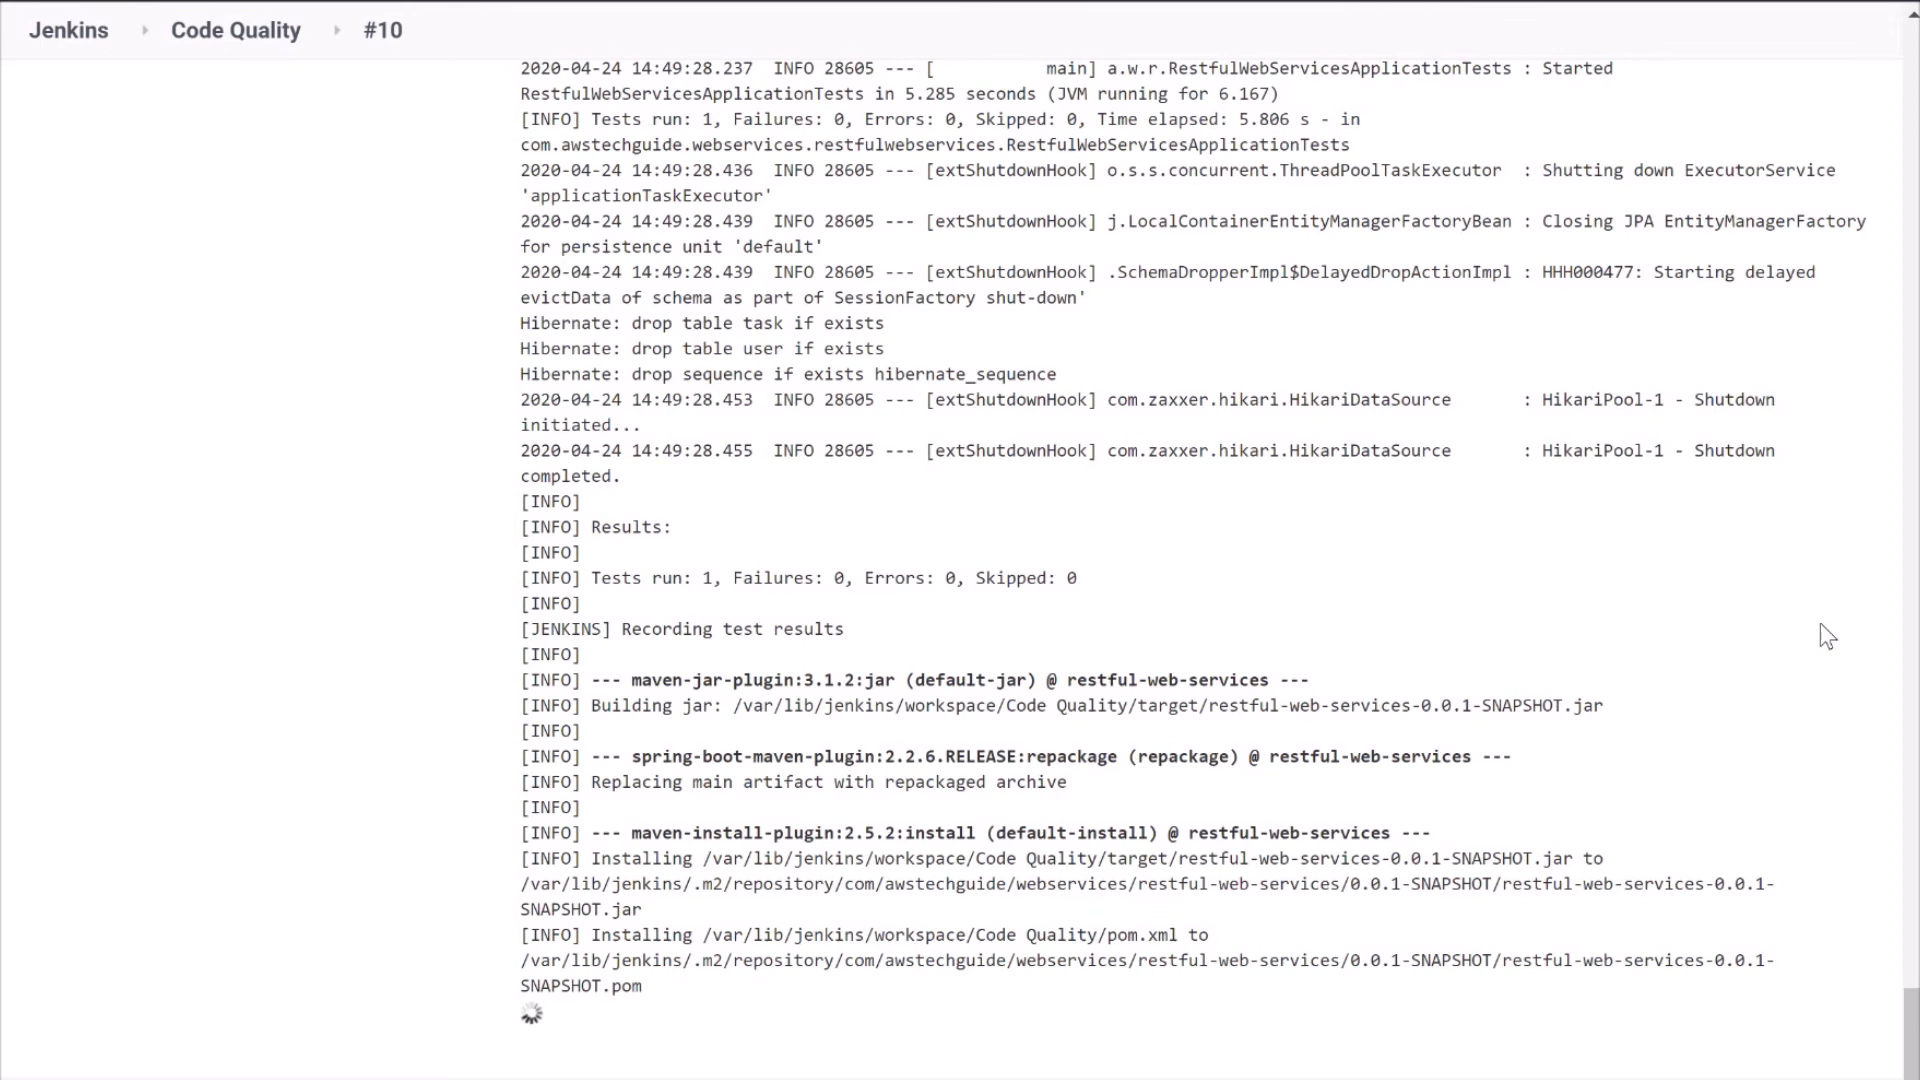 Jenkins Code Quality #10
2020-04-24 14:49:28.237  INFO 28605 --- [           main] a.w.r.RestfulWebServicesApplicationTests : Started
RestfulWebServicesApplicationTests in 5.285 seconds (JVM running for 6.167)
[INFO] Tests run: 1, Failures: 0, Errors: 0, Skipped: 0, Time elapsed: 5.806 s - in
com.awstechguide.webservices.restfulwebservices.RestfulWebServicesApplicationTests
2020-04-24 14:49:28.436  INFO 28605 --- [extShutdownHook] o.s.s.concurrent.ThreadPoolTaskExecutor  : Shutting down ExecutorService
'applicationTaskExecutor'
2020-04-24 14:49:28.439  INFO 28605 --- [extShutdownHook] j.LocalContainerEntityManagerFactoryBean : Closing JPA EntityManagerFactory
for persistence unit 'default'
2020-04-24 14:49:28.439  INFO 28605 --- [extShutdownHook] .SchemaDropperImpl$DelayedDropActionImpl : HHH000477: Starting delayed
evictData of schema as part of SessionFactory shut-down'
Hibernate: drop table task if exists
Hibernate: drop table user if exists
Hibernate: drop sequence if exists hibernate_sequence
2020-04-24 14:49:28.453  INFO 28605 --- [extShutdownHook] com.zaxxer.hikari.HikariDataSource       : HikariPool-1 - Shutdown
initiated...
2020-04-24 14:49:28.455  INFO 28605 --- [extShutdownHook] com.zaxxer.hikari.HikariDataSource       : HikariPool-1 - Shutdown
completed.
[INFO]
[INFO] Results:
[INFO]
[INFO] Tests run: 1, Failures: 0, Errors: 0, Skipped: 0
[INFO]
[JENKINS] Recording test results
[INFO]
[INFO] --- maven-jar-plugin:3.1.2:jar (default-jar) @ restful-web-services ---
[INFO] Building jar: /var/lib/jenkins/workspace/Code Quality/target/restful-web-services-0.0.1-SNAPSHOT.jar
[INFO]
[INFO] --- spring-boot-maven-plugin:2.2.6.RELEASE:repackage (repackage) @ restful-web-services ---
[INFO] Replacing main artifact with repackaged archive
[INFO]
[INFO] --- maven-install-plugin:2.5.2:install (default-install) @ restful-web-services ---
[INFO] Installing /var/lib/jenkins/workspace/Code Quality/target/restful-web-services-0.0.1-SNAPSHOT.jar to
/var/lib/jenkins/.m2/repository/com/awstechguide/webservices/restful-web-services/0.0.1-SNAPSHOT/restful-web-services-0.0.1-
SNAPSHOT.jar
[INFO] Installing /var/lib/jenkins/workspace/Code Quality/pom.xml to
/var/lib/jenkins/.m2/repository/com/awstechguide/webservices/restful-web-services/0.0.1-SNAPSHOT/restful-web-services-0.0.1-
SNAPSHOT.pom